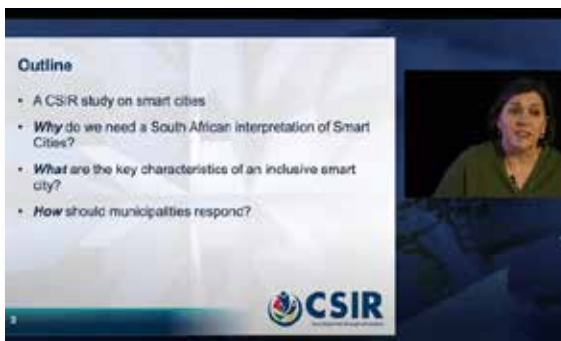 Outline
• A CSIR study on smart cities
• Why do we need a South African interpretation of Smart
Cities?
• What are the key characteristics of an inclusive smart
city?
• How should municipalities respond?
3
CSIR